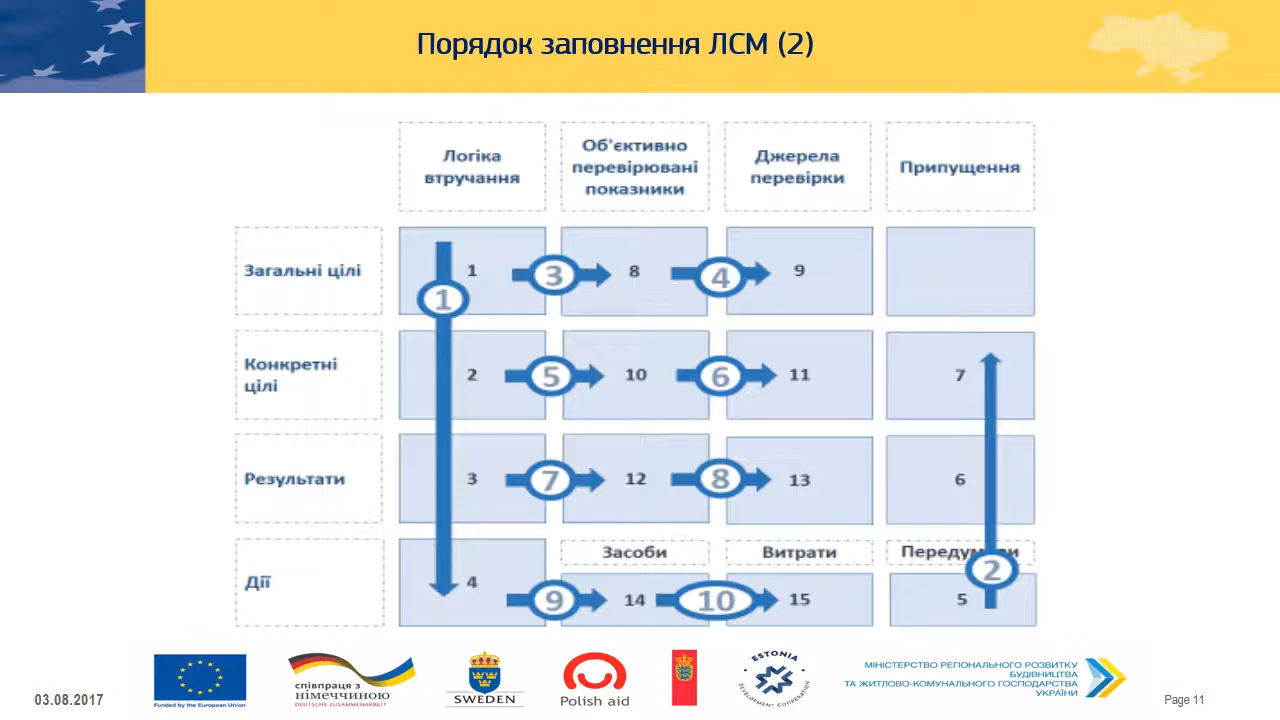 Порядок заповнення ЛСМ (2)
Логіка
втручання
Об'єктивно
перевірювані
показники
Джерела
перевірки
Припущення
Загальні цілі
1
1
3
8
4
9
Конкретні
цілі
2
5
10
6
11
7
Результати
3
7
12
8
13
6
Дії
4
Засоби
Витрати
Передумови
9
14
10
15
2
5
Funded by the European Union
співпраця з
НІМЕЧЧИНОЮ
DEUTSCHE ZUSAMMENARBEIT
SWEDEN
Polish aid
ESTONIA
DEVELOPMENT COOPERATION
МІНІСТЕРСТВО РЕГІОНАЛЬНОГО РОЗВИТКУ
БУДІВНИЦТВА
ТА ЖИТЛОВО-КОМУНАЛЬНОГО ГОСПОДАРСТВА
УКРАЇНИ
03.08.2017
Page 11